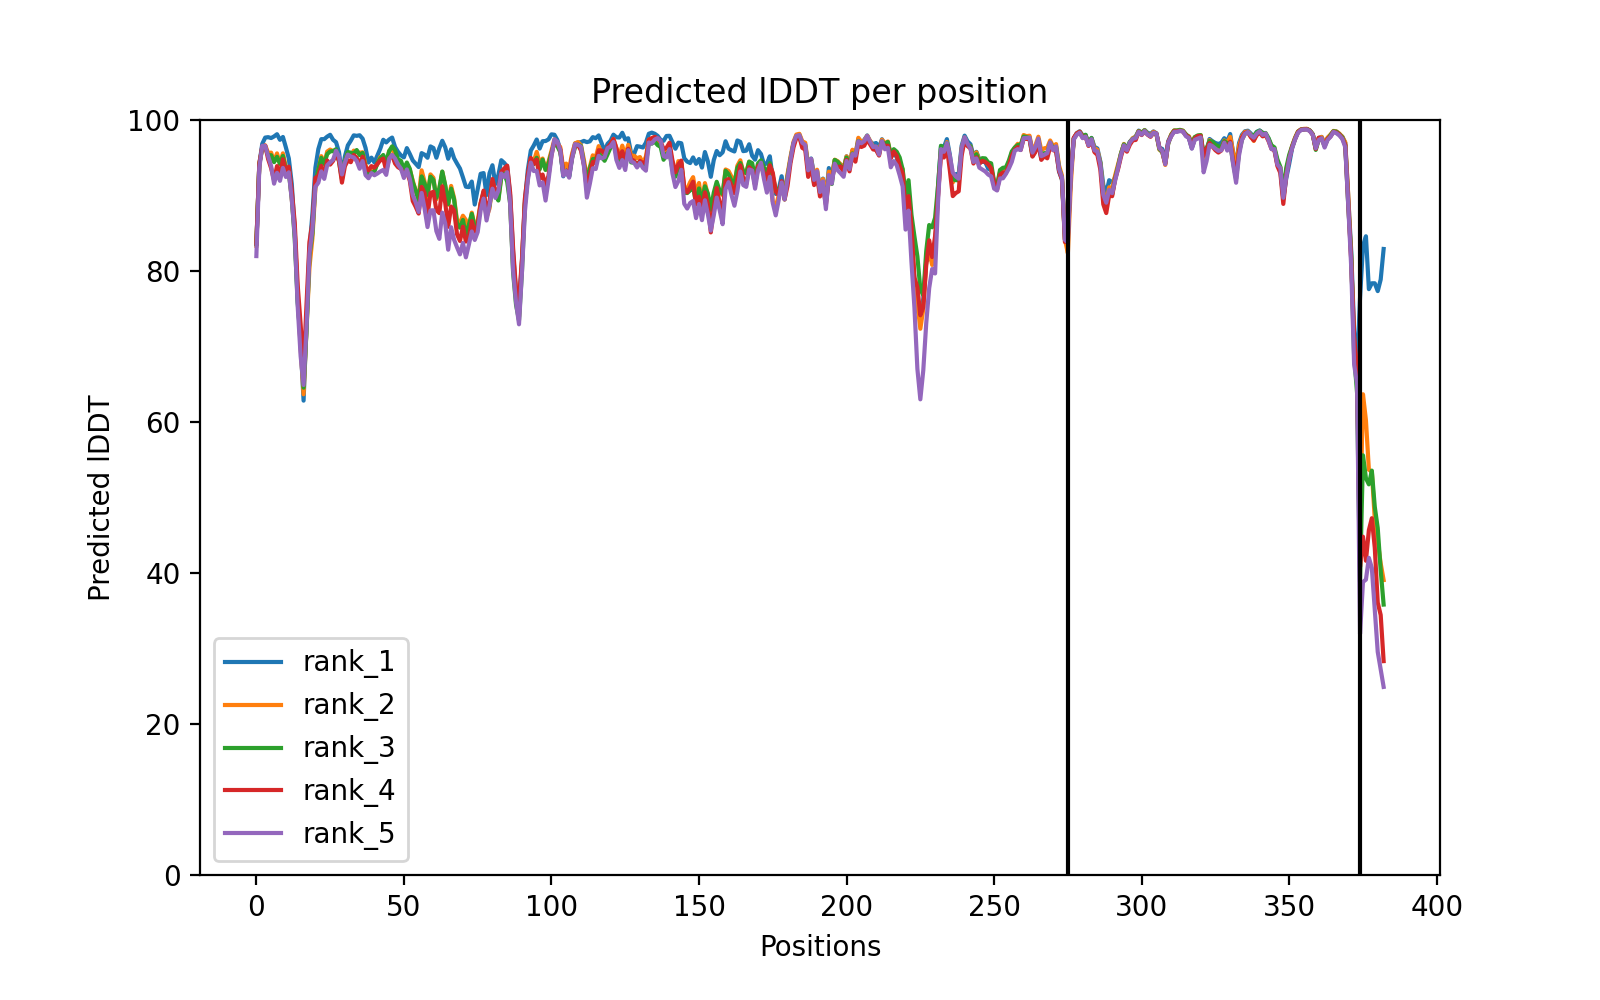 Predicted lDDT per position
100
80
60
40
20
0
Predicted lDDT
rank_1
rank_2
rank_3
rank_4
rank_5
0 50 100 150 200 250 300 350 400
Positions